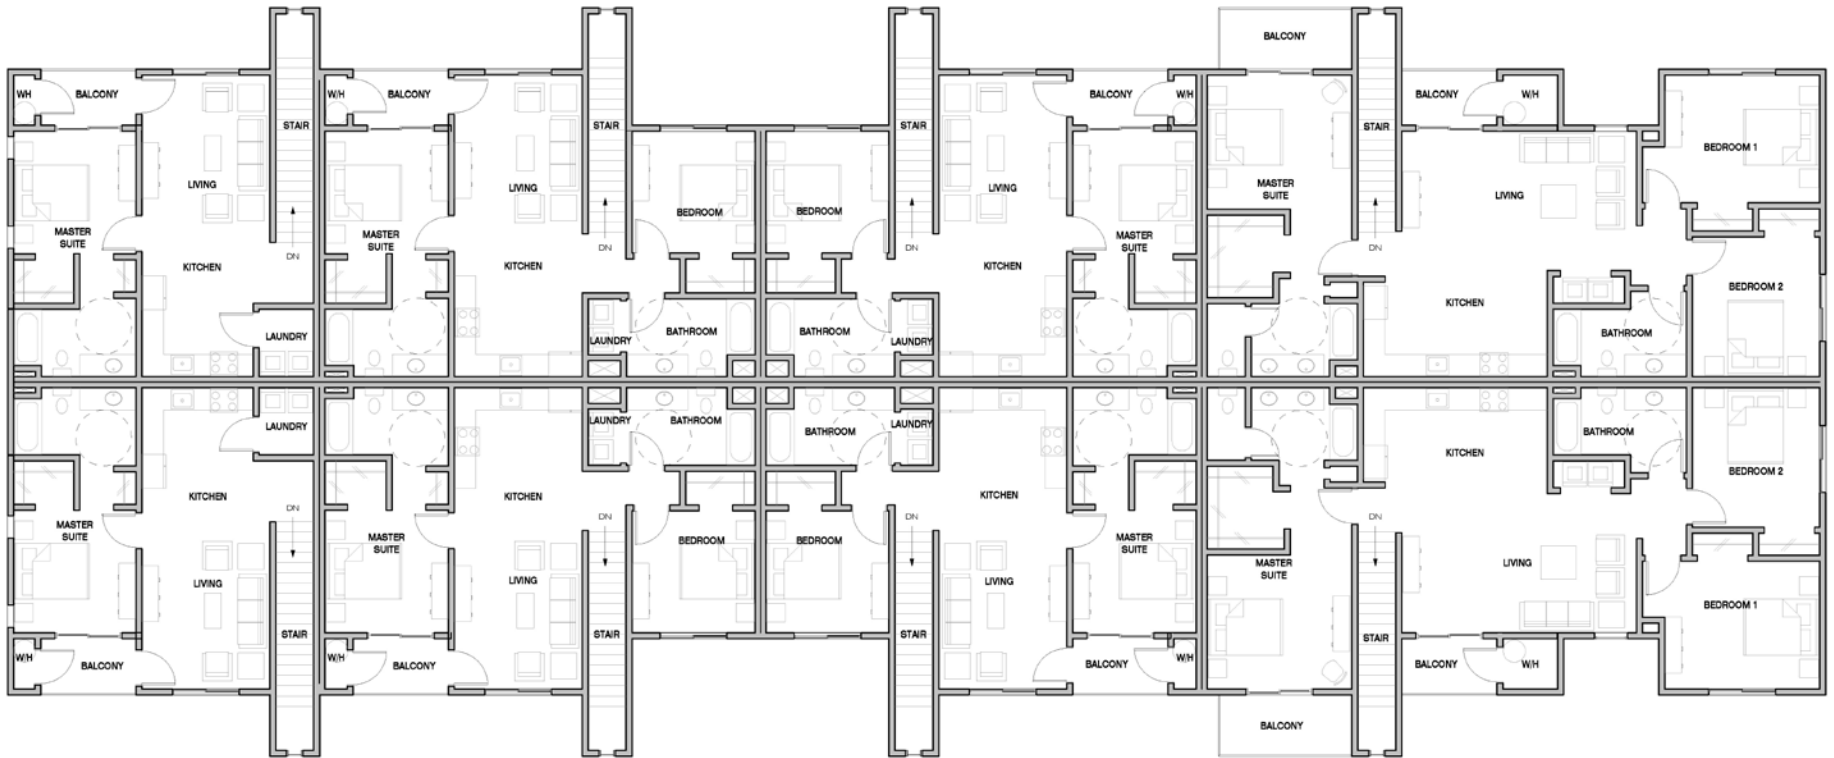 BALCONY
WH
BALCONY
W/H
BALCONY
BALCONY
W/H
BALCONY
W/H
STAIR
STAIR
STAIR
STAIR
BEDROOM 1
LIVING
LIVING
LIVING
MASTER
SUITE
LIVING
BEDROOM
BEDROOM
MASTER
SUITE
MASTER
SUITE
MASTER
SUITE
DN
DN
DN
DN
KITCHEN
KITCHEN
KITCHEN
BEDROOM 2
KITCHEN
LAUNDRY
LAUNDRY
BATHROOM
BATHROOM
LAUNDRY
BATHROOM
LAUNDRY
LAUNDRY
BATHROOM
BATHROOM
LAUNDRY
BATHROOM
KITCHEN
BEDROOM 2
KITCHEN
KITCHEN
KITCHEN
DN
DN
DN
DN
MASTER
SUITE
MASTER
SUITE
BEDROOM
BEDROOM
MASTER
SUITE
MASTER
SUITE
LIVING
LIVING
LIVING
LIVING
BEDROOM 1
STAIR
STAIR
STAIR
STAIR
W/H
BALCONY
W/H
BALCONY
BALCONY
W/H
BALCONY
W/H
BALCONY